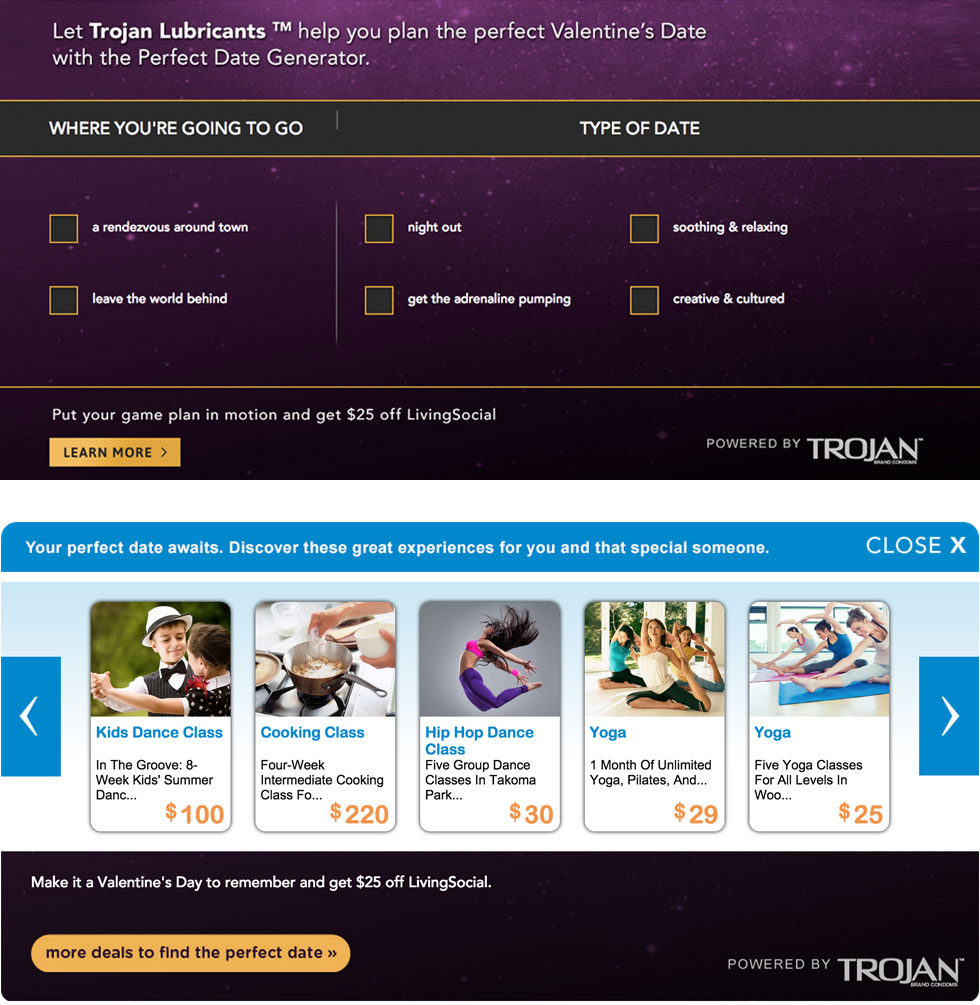 Let Trojan Lubricants ™ help you plan the perfect Valentine's Date
with the Perfect Date Generator.
WHERE YOU'RE GOING TO GO
TYPE OF DATE
a rendezvous around town
night out
soothing & relaxing
leave the world behind
get the adrenaline pumping
creative & cultured
Put your game plan in motion and get $25 off LivingSocial
LEARN MORE >
POWERED BY TROJAN™
BRAND CONDOMS
Your perfect date awaits. Discover these great experiences for you and that special someone.
CLOSE X
Kids Dance Class
In The Groove: 8-
Week Kids' Summer
Danc...
$100
Cooking Class
Four-Week
Intermediate Cooking
Class Fo...
$220
Hip Hop Dance
Class
Five Group Dance
Classes In Takoma
Park...
$30
Yoga
1 Month Of Unlimited
Yoga, Pilates, And...
$29
Yoga
Five Yoga Classes
For All Levels In
Woo...
$25
Make it a Valentine's Day to remember and get $25 off LivingSocial.
more deals to find the perfect date »
POWERED BY TROJAN™
BRAND CONDOMS